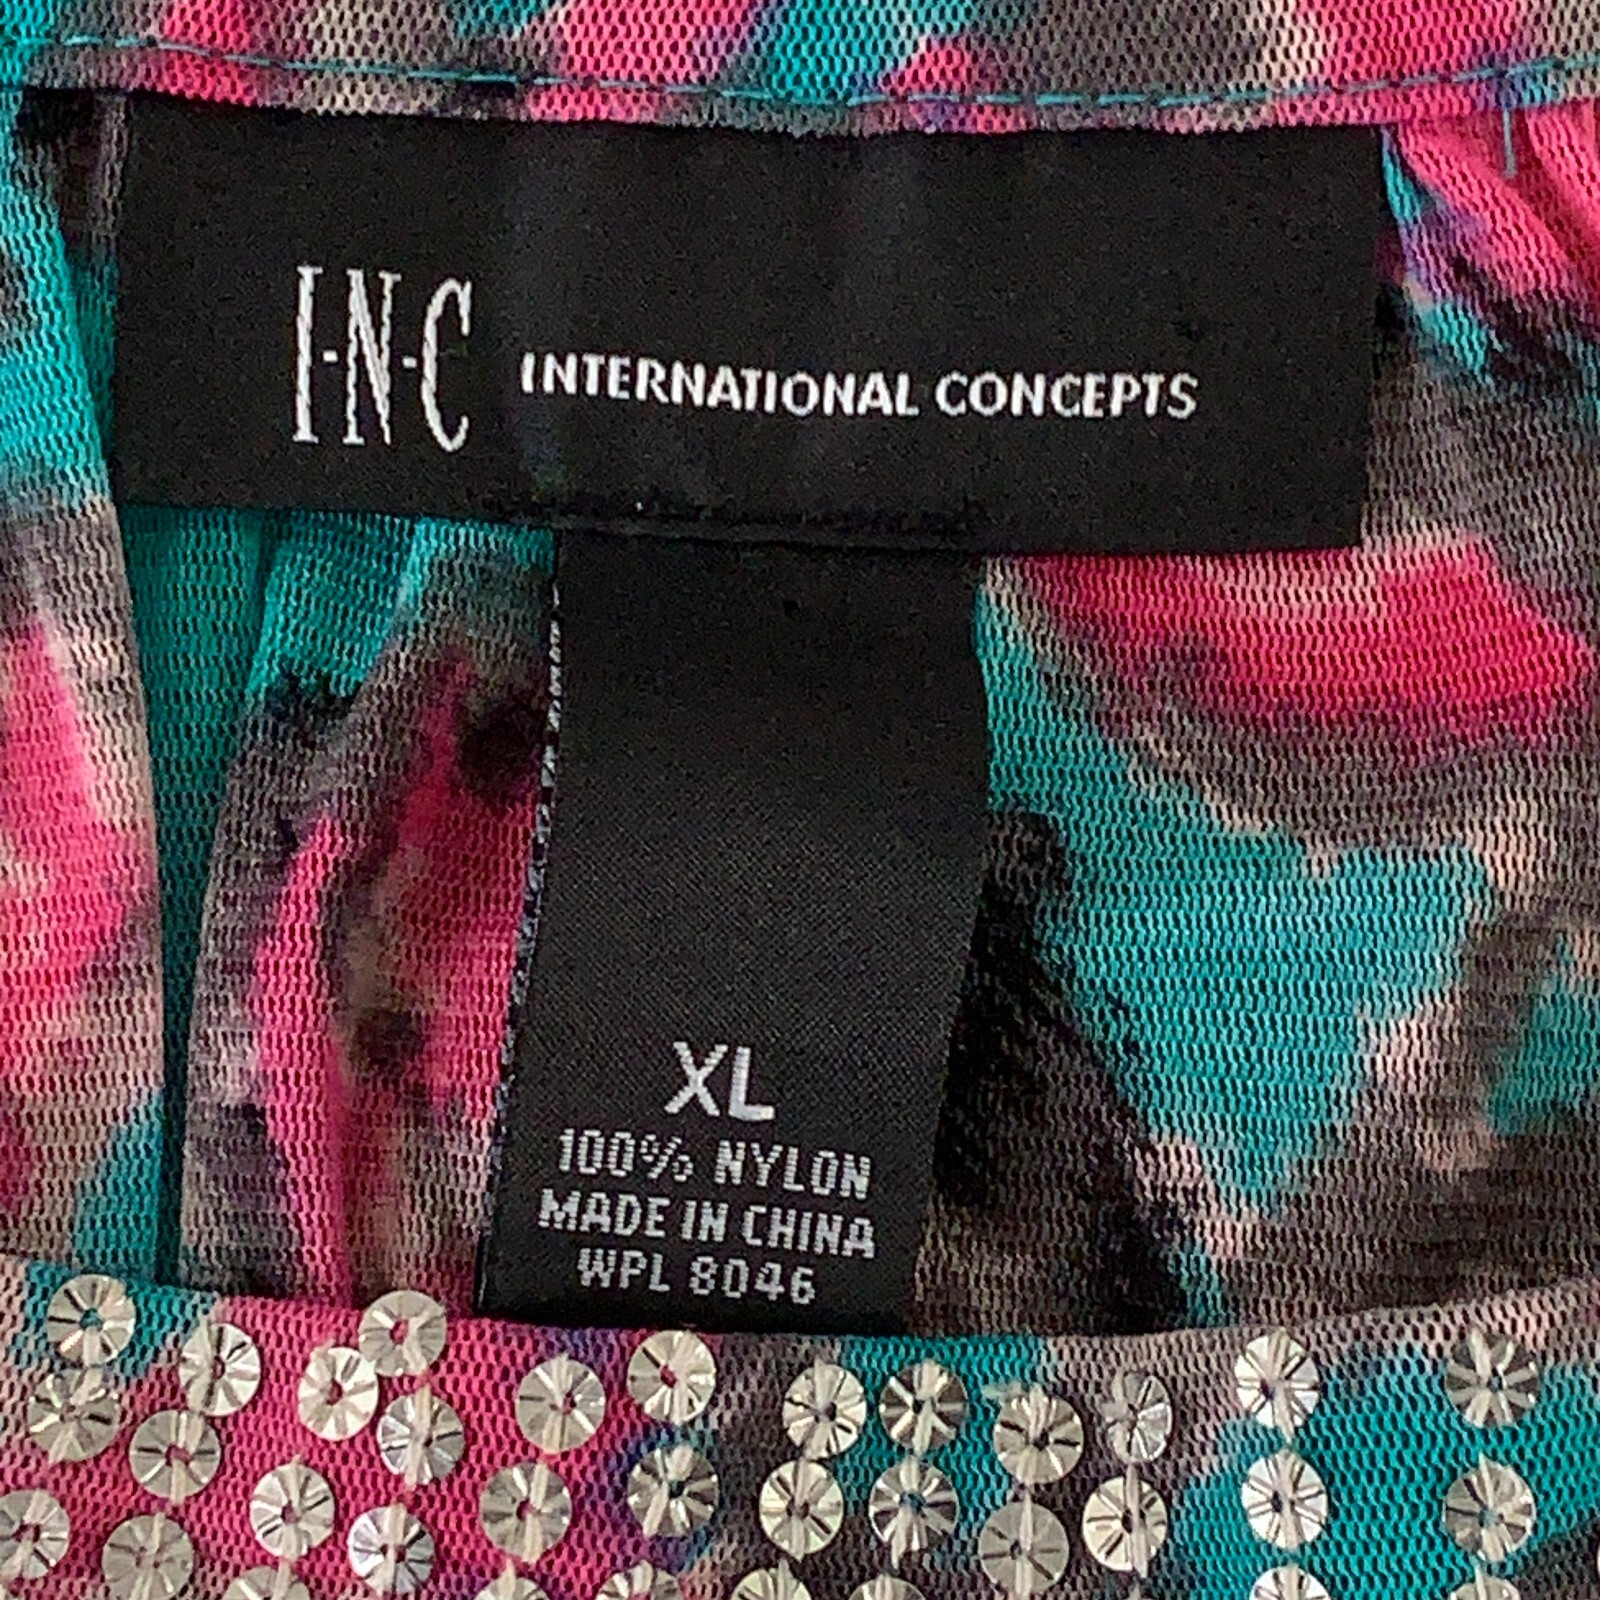 I·N·C INTERNATIONAL CONCEPTS
XL
100% NYLON
MADE IN CHINA
WPL 8046